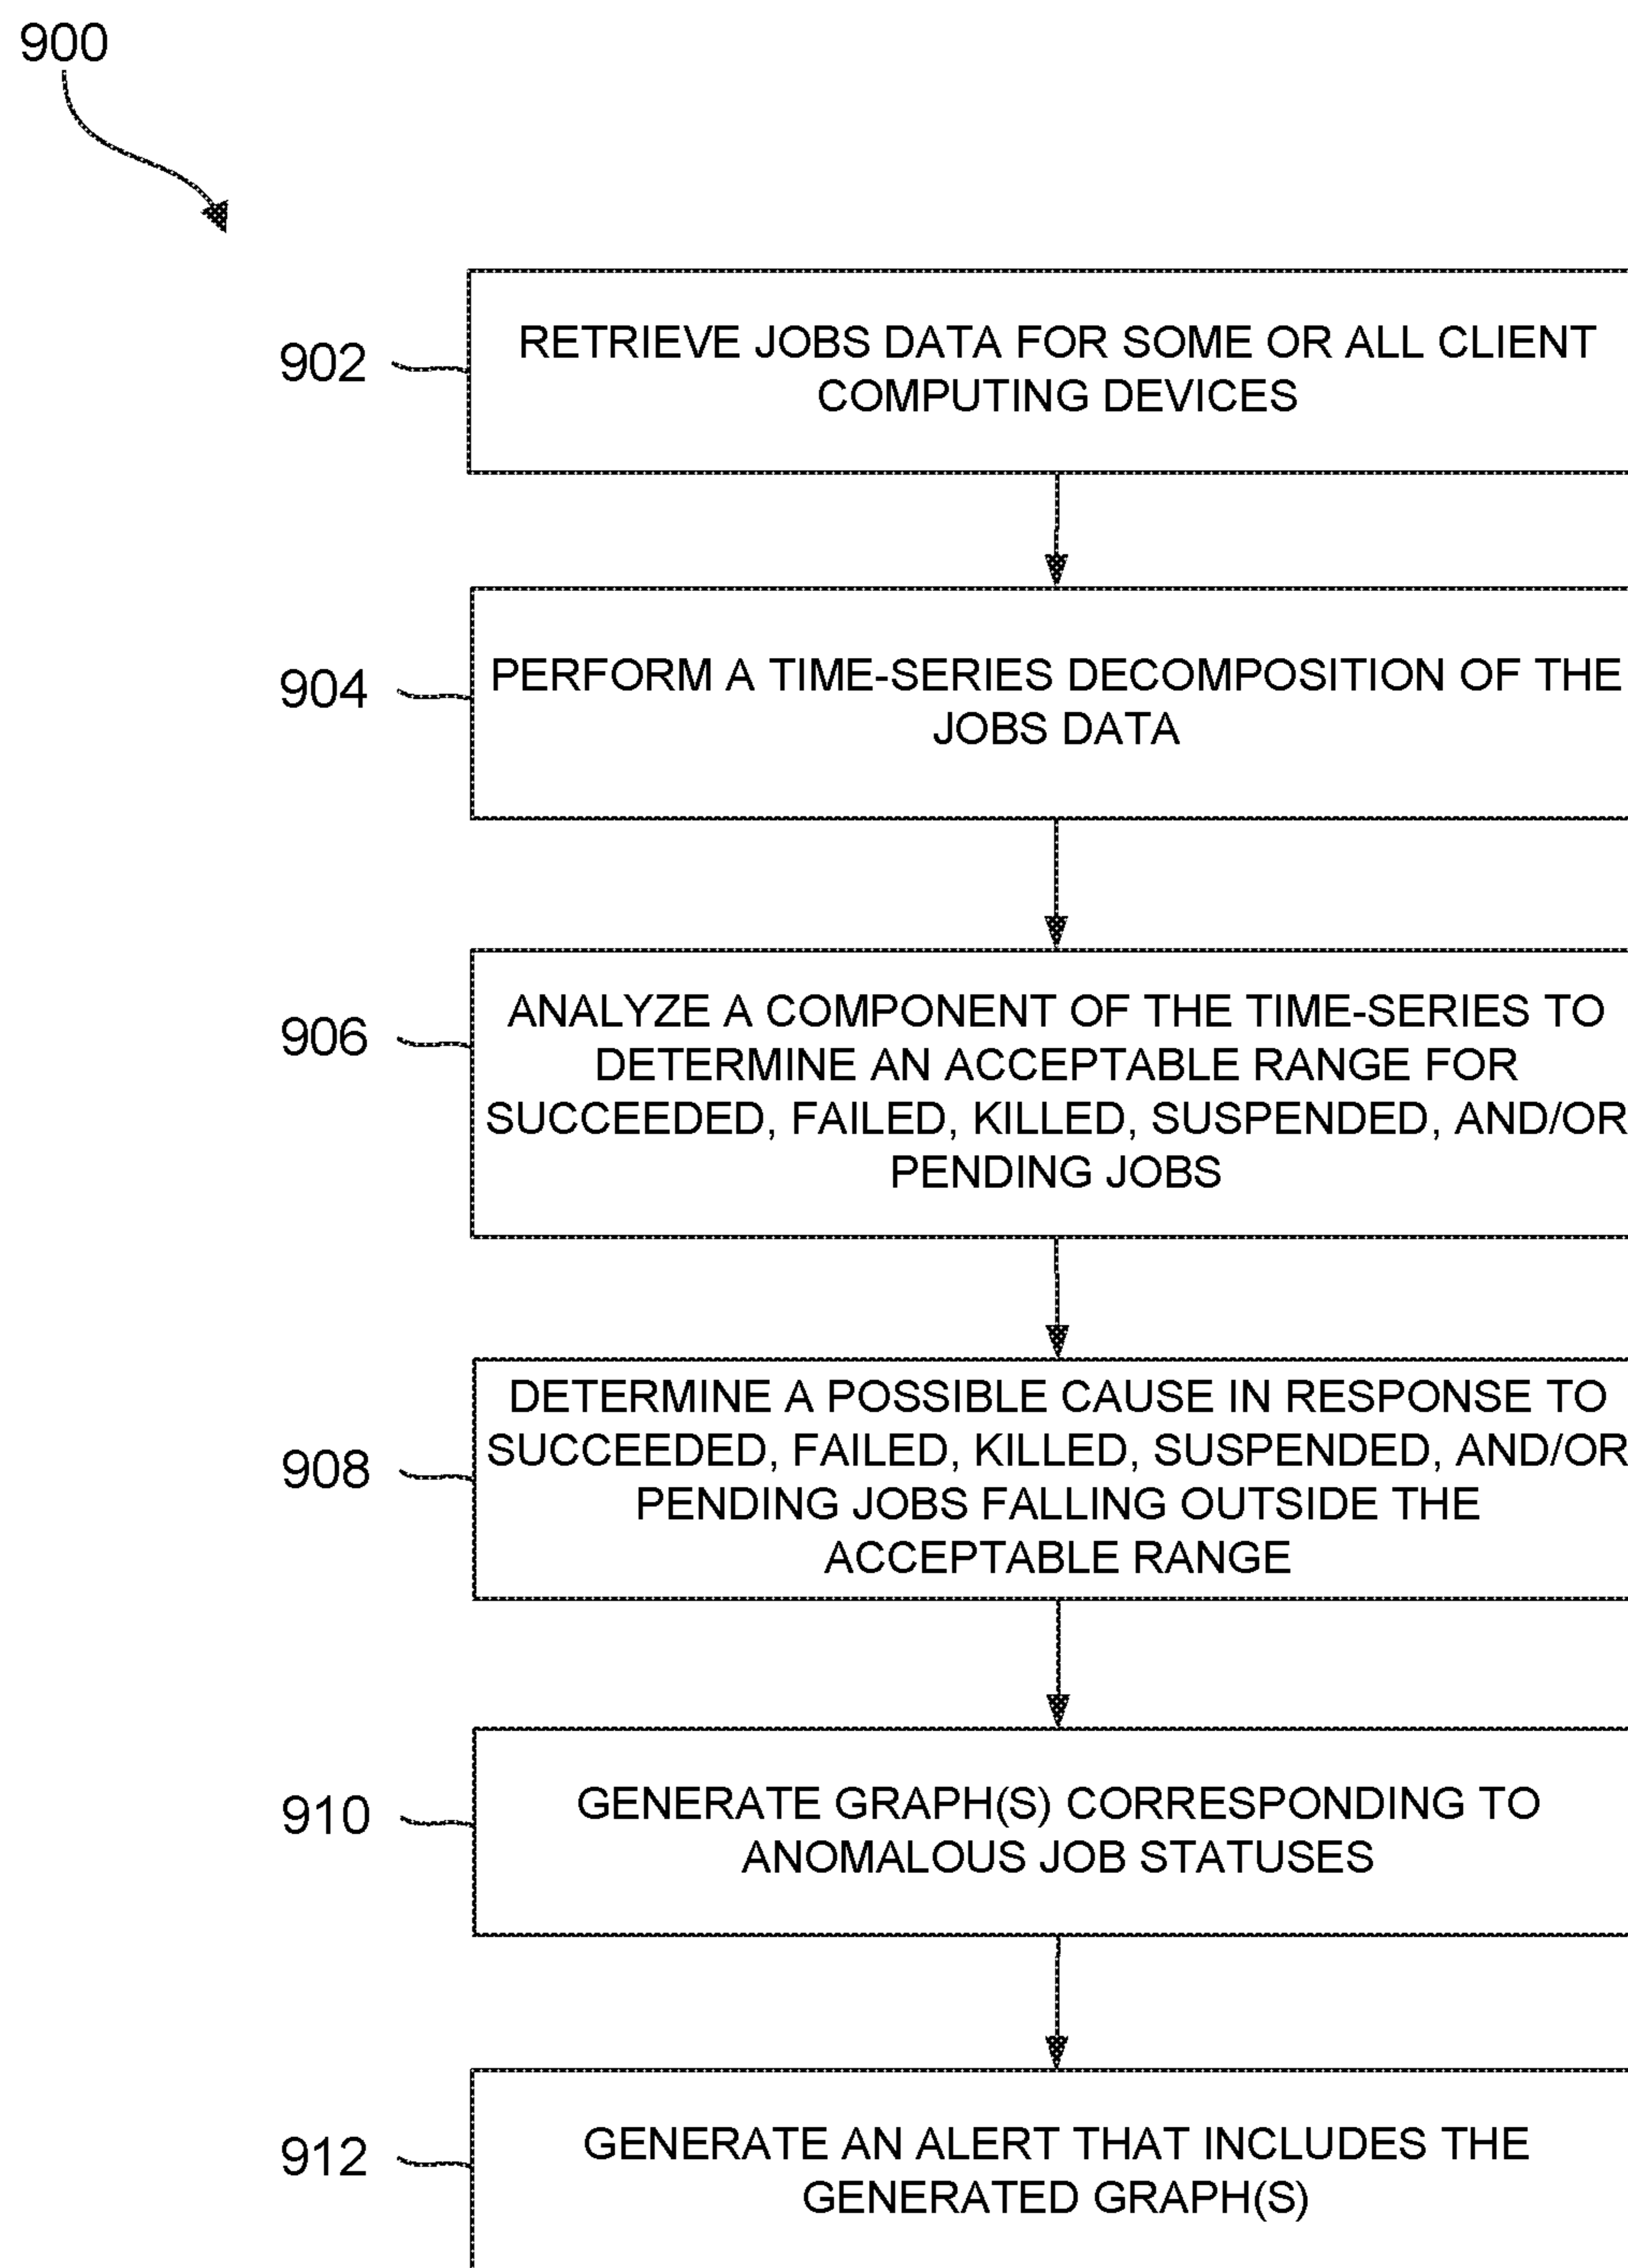 900
902
RETRIEVE JOBS DATA FOR SOME OR ALL CLIENT
COMPUTING DEVICES
904
PERFORM A TIME-SERIES DECOMPOSITION OF THE
JOBS DATA
906
ANALYZE A COMPONENT OF THE TIME-SERIES TO
DETERMINE AN ACCEPTABLE RANGE FOR
SUCCEEDED, FAILED, KILLED, SUSPENDED, AND/OR
PENDING JOBS
908
DETERMINE A POSSIBLE CAUSE IN RESPONSE TO
SUCCEEDED, FAILED, KILLED, SUSPENDED, AND/OR
PENDING JOBS FALLING OUTSIDE THE
ACCEPTABLE RANGE
910
GENERATE GRAPH(S) CORRESPONDING TO
ANOMALOUS JOB STATUSES
912
GENERATE AN ALERT THAT INCLUDES THE
GENERATED GRAPH(S)